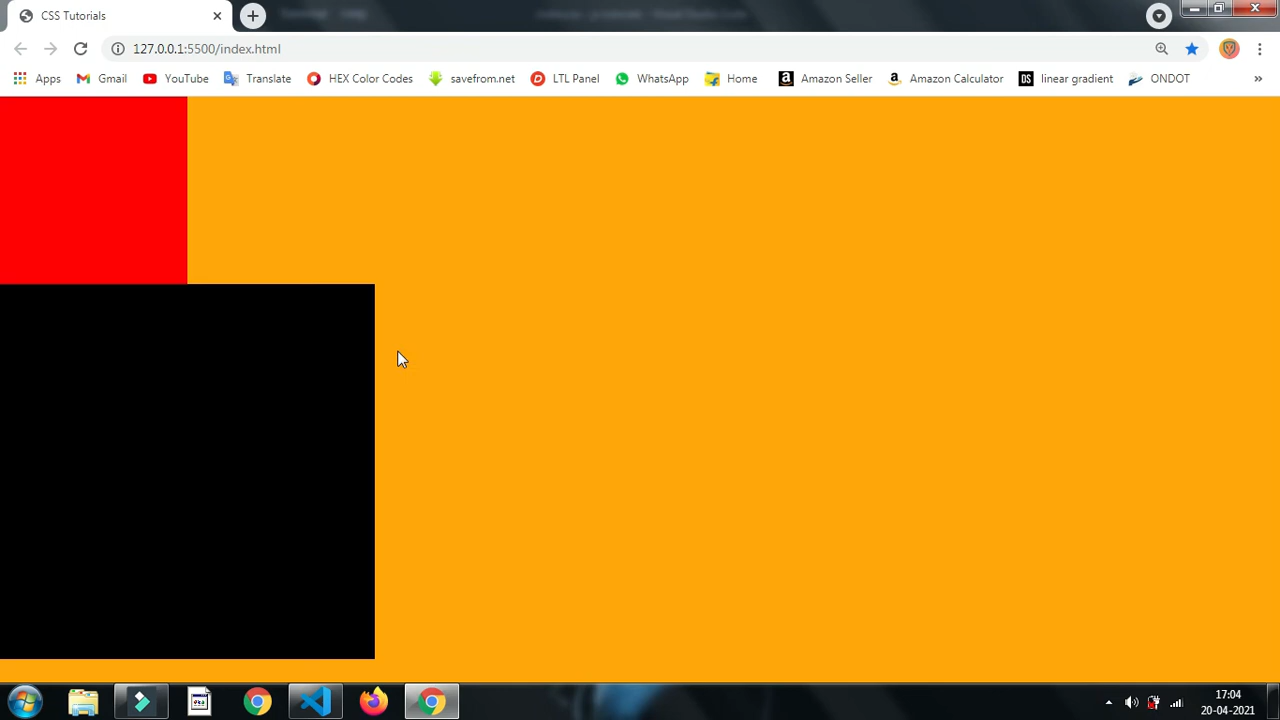 CSS Tutorials
127.0.0.1:5500/index.html
Apps Gmail YouTube Translate HEX Color Codes savefrom.net LTL Panel WhatsApp Home Amazon Seller Amazon Calculator linear gradient ONDOT »
17:04
20-04-2021